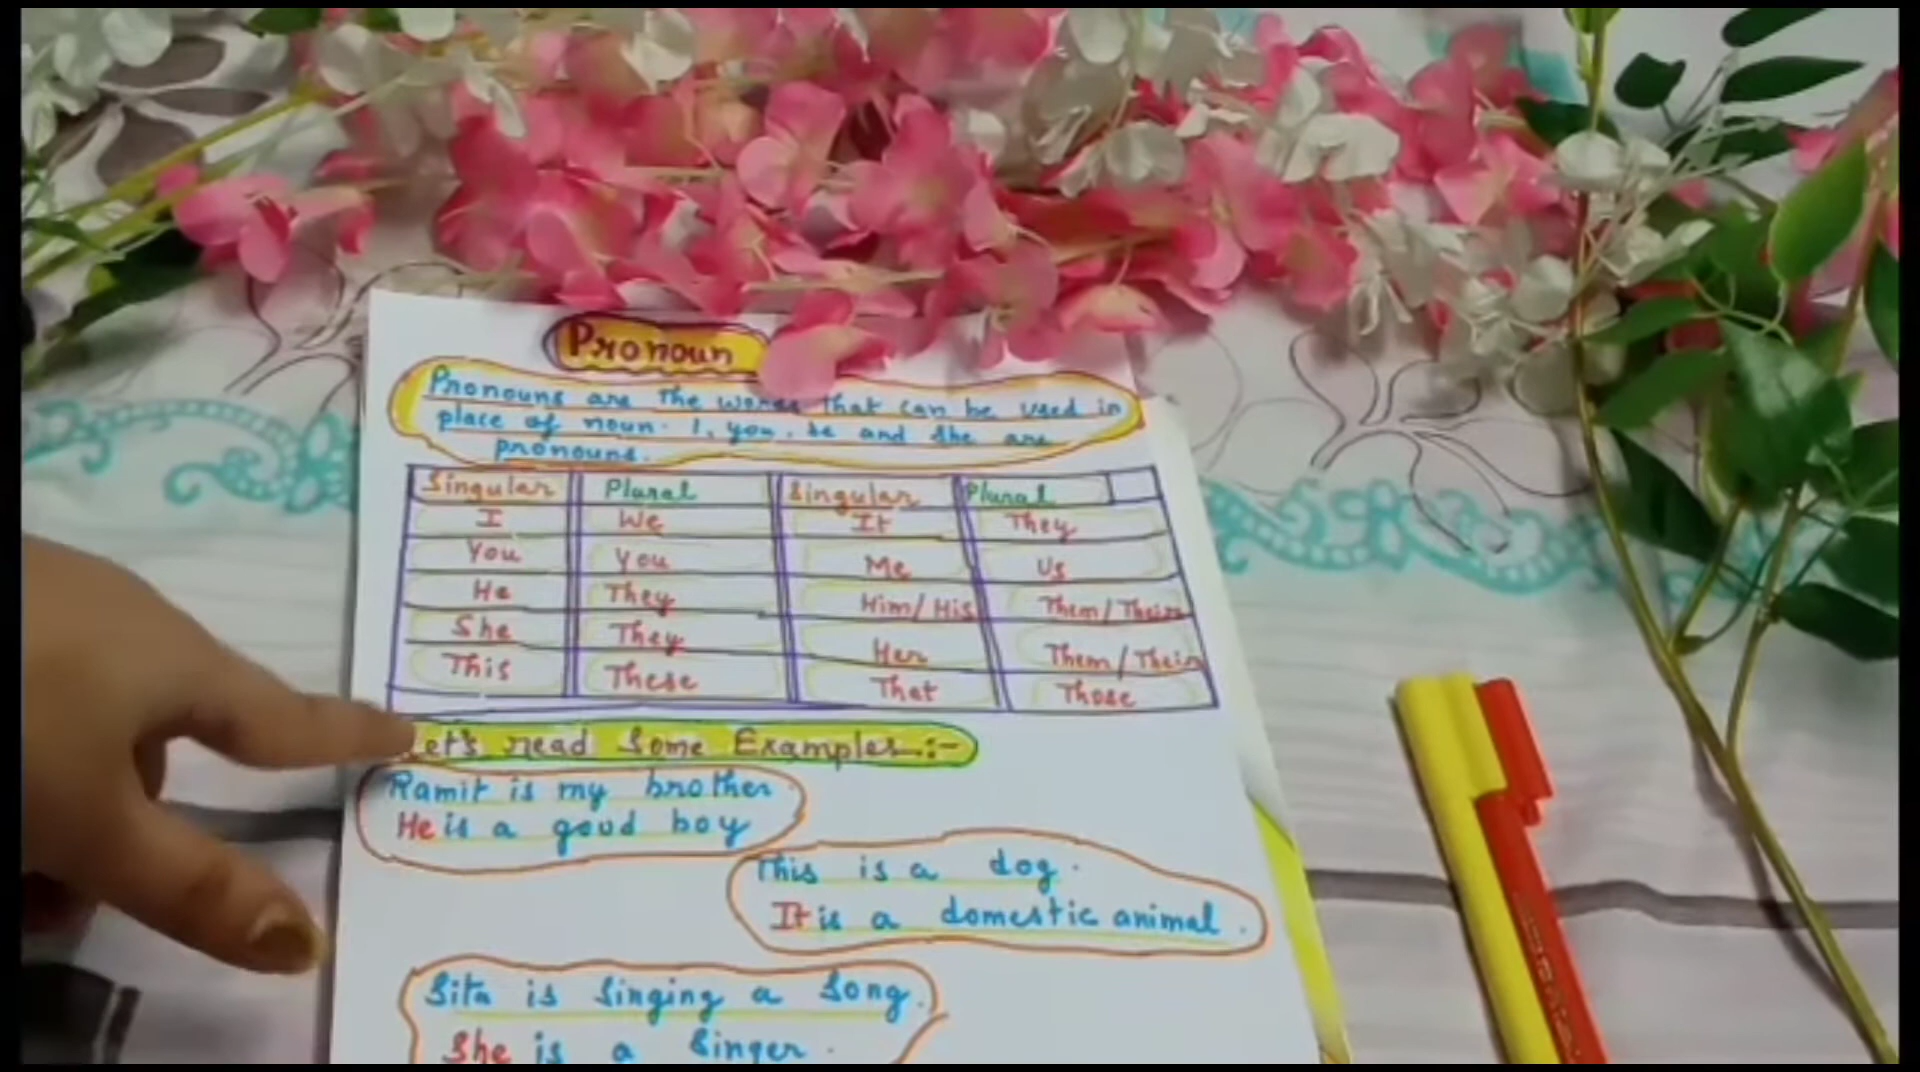 Pronoun
Pronouns are the words that can be used in
place of noun. I, you, he and she are
pronouns.
Singular Plural Singular Plural
I We It They
You You Me Us
He They Him/His Them/Their
She They Her Them/Their
This These That Those
Let's read some Examples:-
Ramit is my brother
He is a good boy
This is a dog.
It is a domestic animal.
Sita is singing a song.
She is a singer.